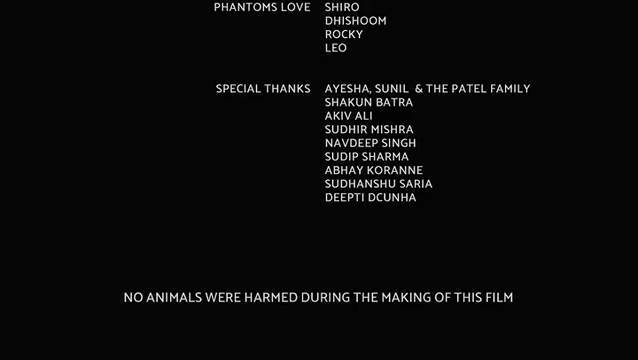 PHANTOMS LOVE SHIRO
DHISHOOM
ROCKY
LEO
SPECIAL THANKS AYESHA, SUNIL & THE PATEL FAMILY
SHAKUN BATRA
AKIV ALI
SUDHIR MISHRA
NAVDEEP SINGH
SUDIP SHARMA
ABHAY KORANNE
SUDHANSHU SARIA
DEEPTI DCUNHA
NO ANIMALS WERE HARMED DURING THE MAKING OF THIS FILM